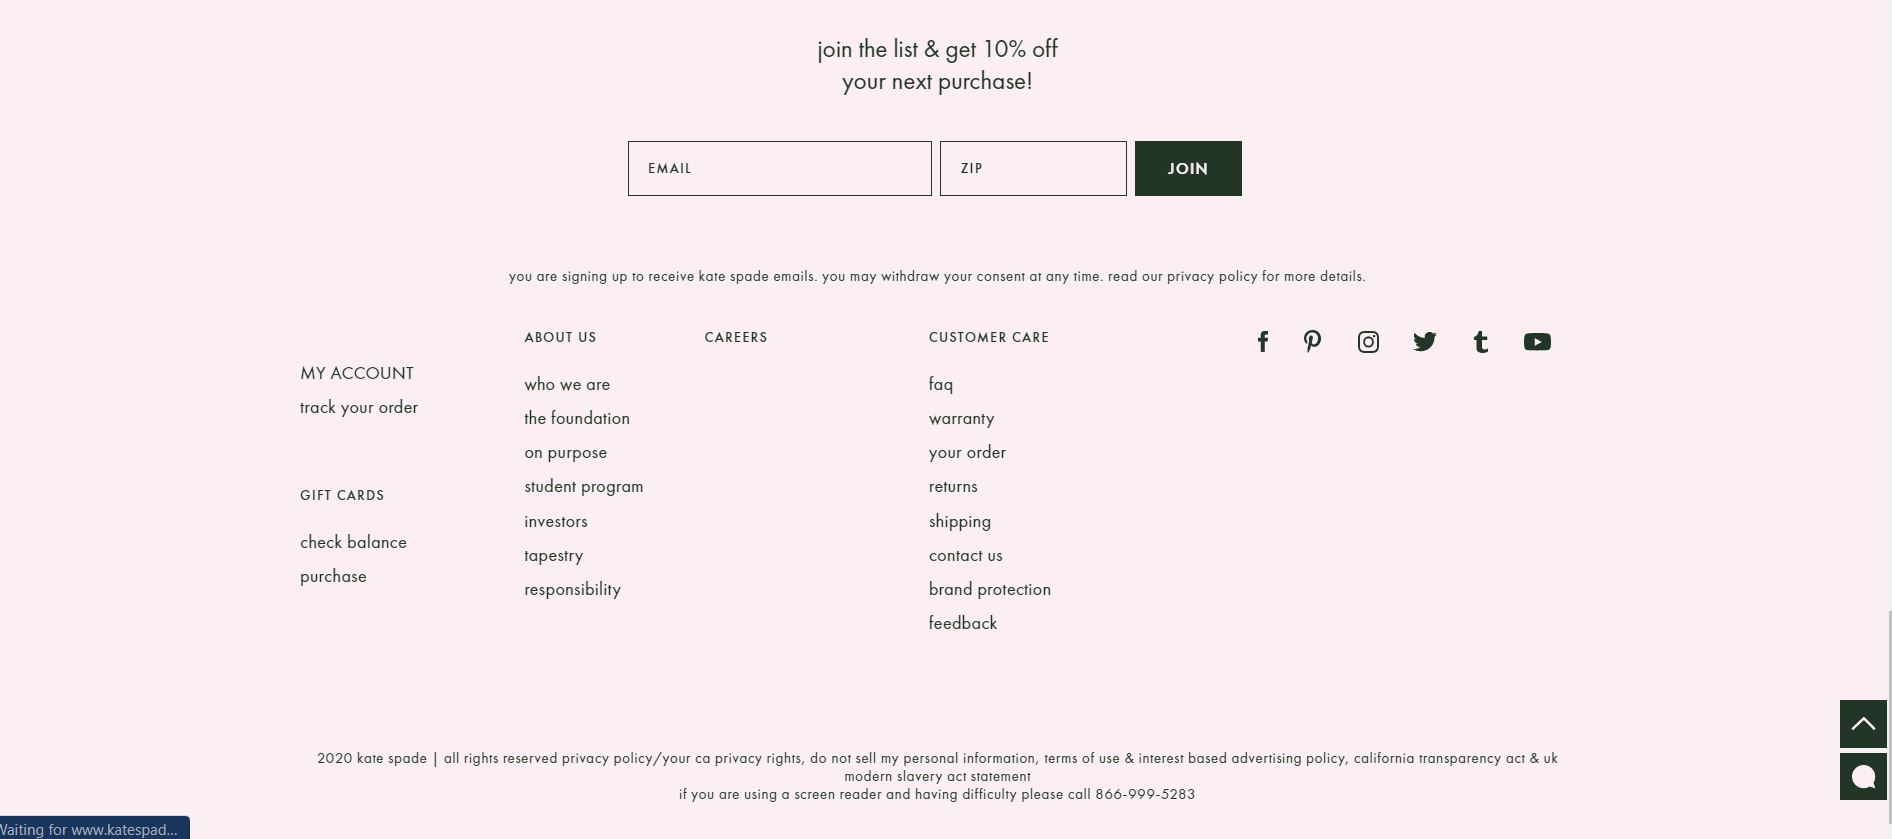 join the list & get 10% off
your next purchase!
EMAIL
ZIP
JOIN
you are signing up to receive kate spade emails. you may withdraw your consent at any time. read our privacy policy for more details.
MY ACCOUNT
track your order
GIFT CARDS
check balance
purchase
ABOUT US
who we are
the foundation
on purpose
student program
investors
tapestry
responsibility
CAREERS
CUSTOMER CARE
faq
warranty
your order
returns
shipping
contact us
brand protection
feedback
2020 kate spade | all rights reserved privacy policy/your ca privacy rights, do not sell my personal information, terms of use & interest based advertising policy, california transparency act & uk
modern slavery act statement
if you are using a screen reader and having difficulty please call 866-999-5283
Waiting for www.katespad...